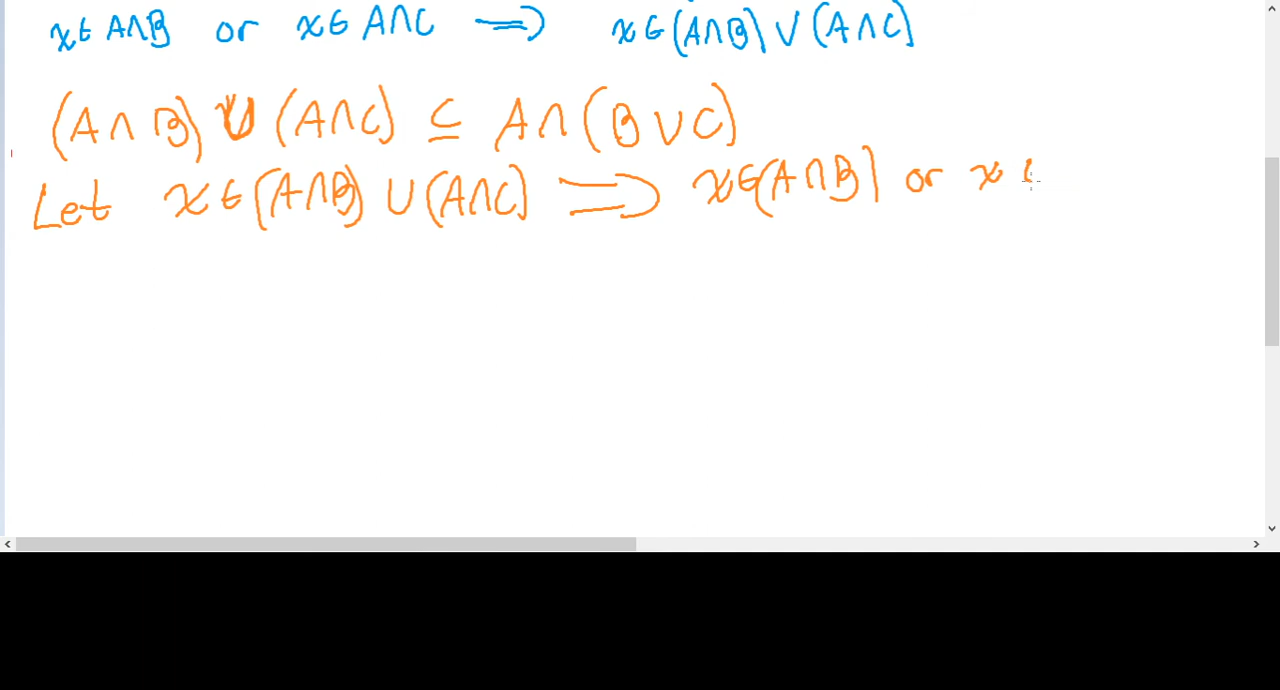 x ∈ A∩B or x ∈ A∩C ⟹ x ∈ (A∩B) ∪ (A∩C)
(A∩B) ∪ (A∩C) ⊆ A∩(B∪C)
Let x ∈ (A∩B) ∪ (A∩C) ⟹ x ∈ (A∩B) or x